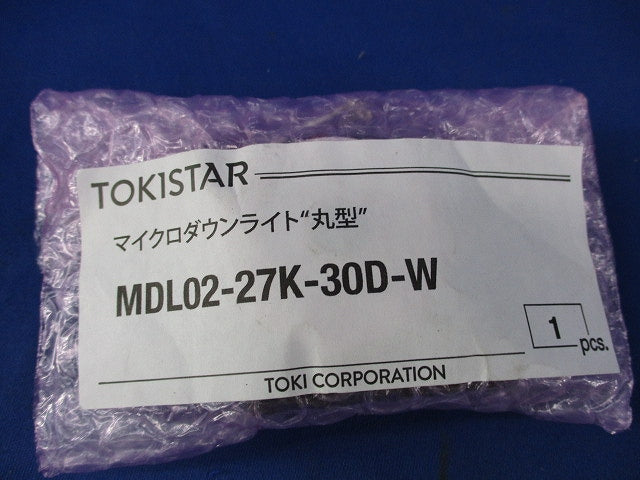 TOKISTAR
マイクロダウンライト“丸型”
MDL02-27K-30D-W
1 pcs.
TOKI CORPORATION